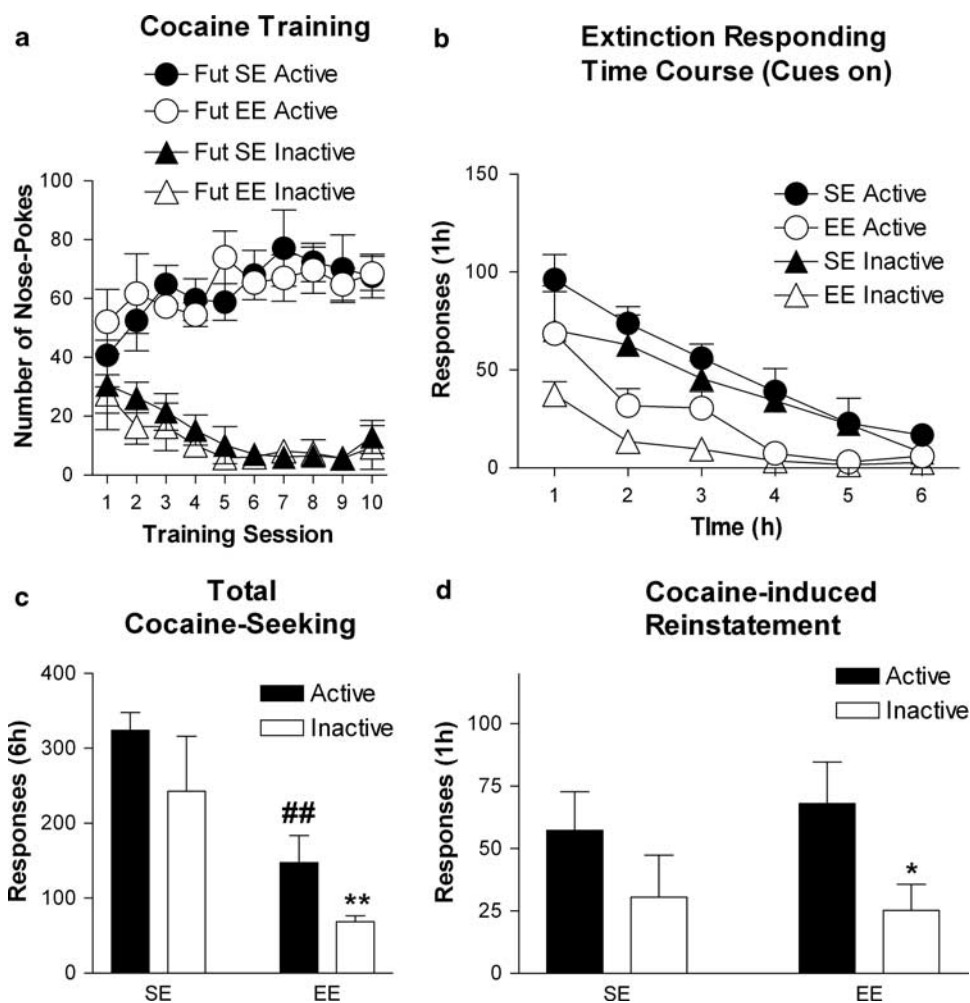 a
Cocaine Training
Fut SE Active
Fut EE Active
Fut SE Inactive
Fut EE Inactive
Number of Nose-Pokes
100
80
60
40
20
0
1 2 3 4 5 6 7 8 9 10
Training Session
b
Extinction Responding
Time Course (Cues on)
SE Active
EE Active
SE Inactive
EE Inactive
Responses (1h)
150
100
50
0
1 2 3 4 5 6
TIme (h)
c
Total
Cocaine-Seeking
Active
Inactive
Responses (6h)
400
300
200
100
0
##
**
SE EE
d
Cocaine-induced
Reinstatement
Active
Inactive
Responses (1h)
100
75
50
25
0
*
SE EE